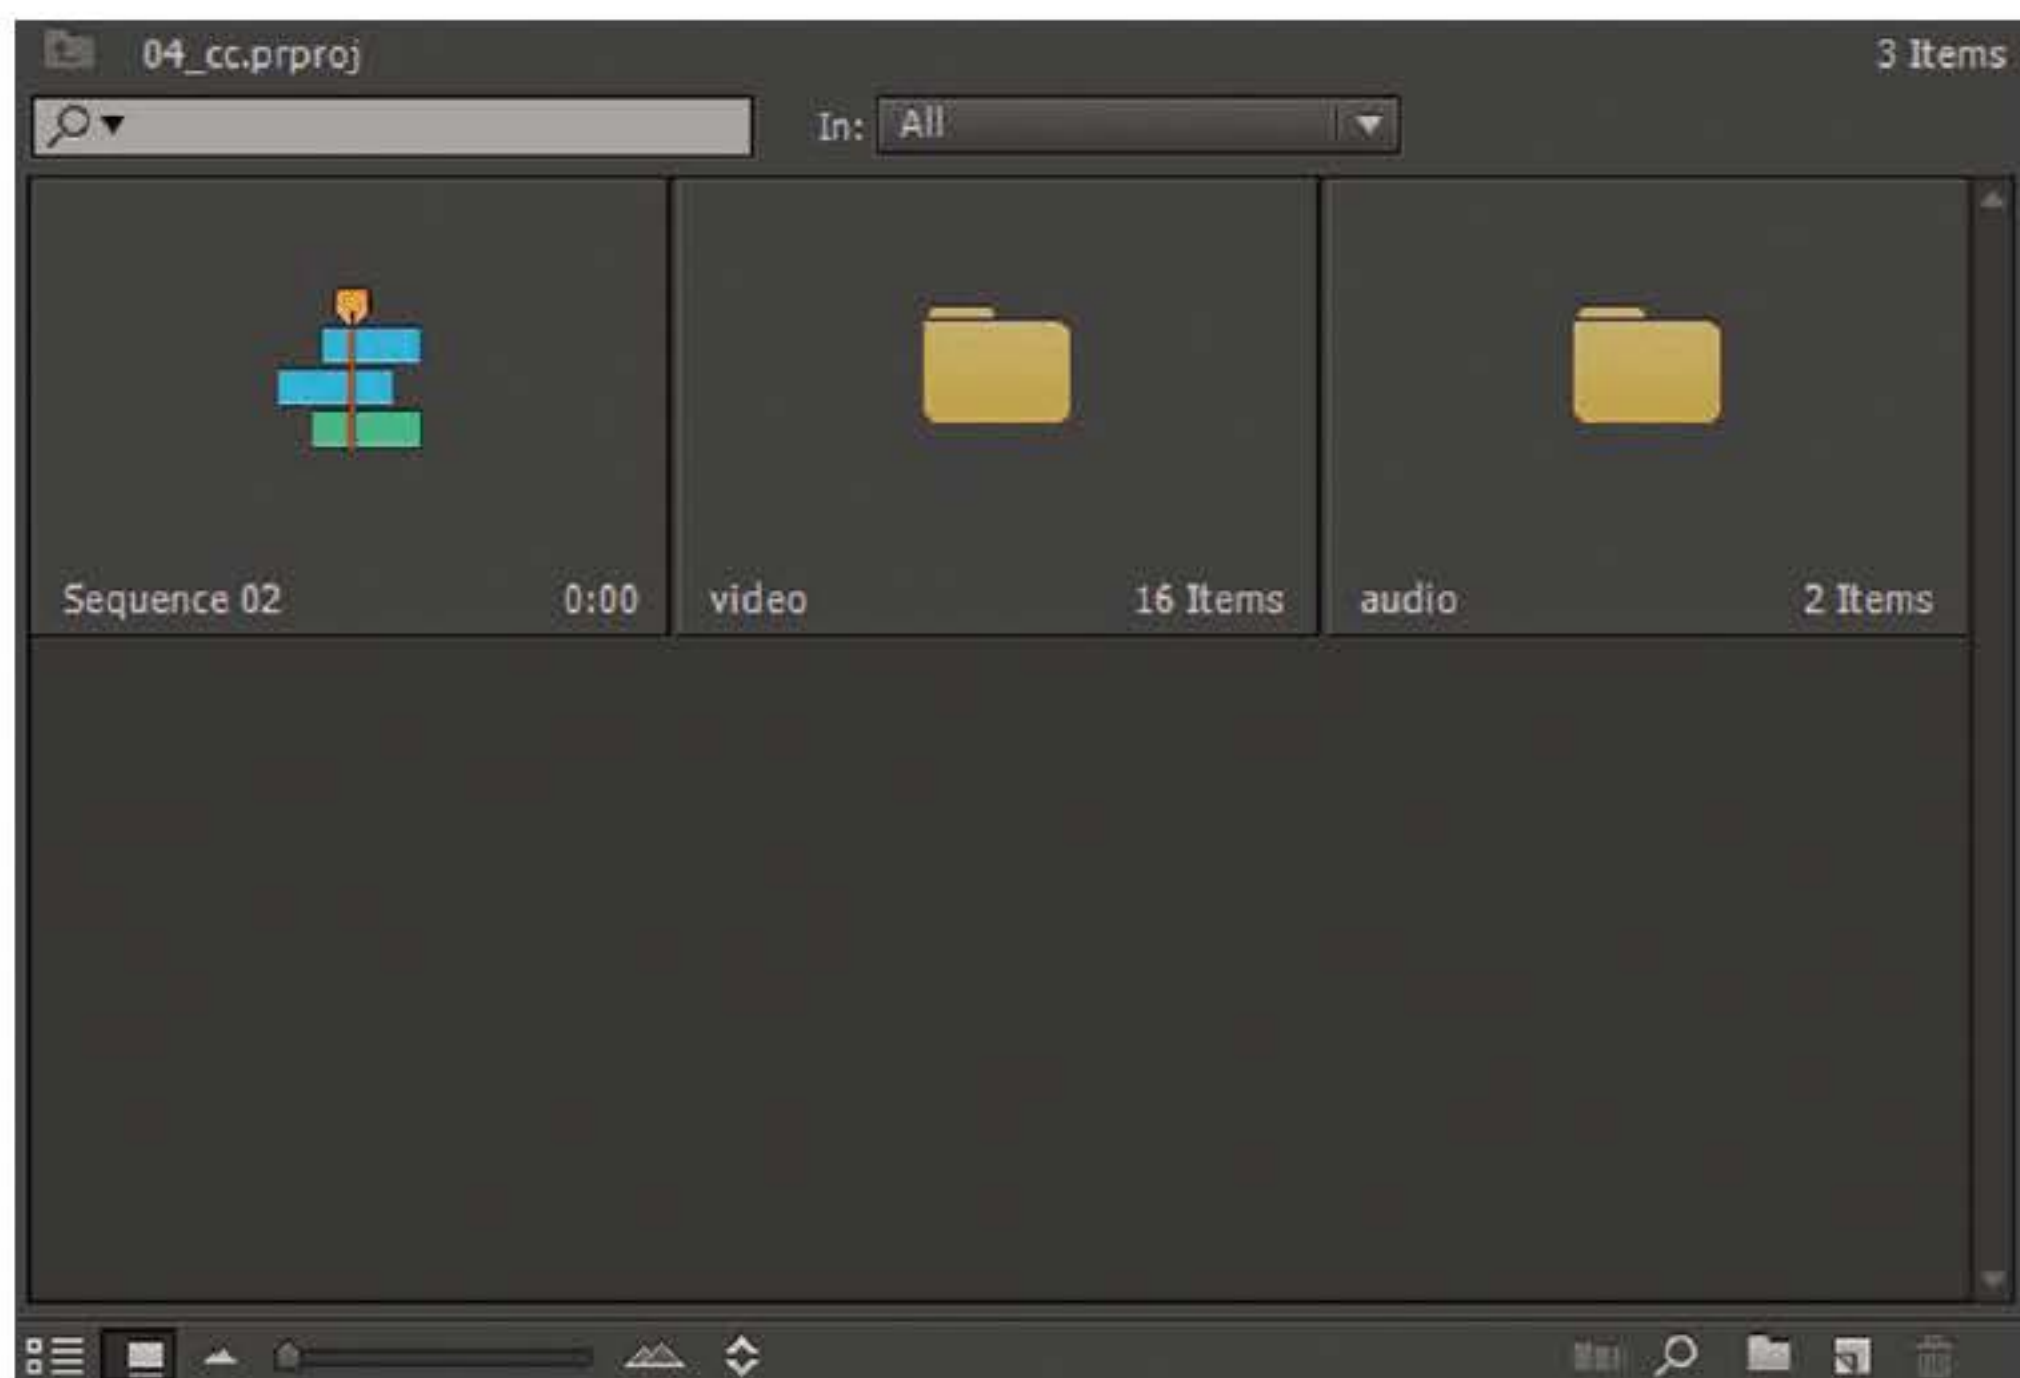 04_cc.prproj 3 Items
In: All
Sequence 02 0:00 video 16 Items audio 2 Items